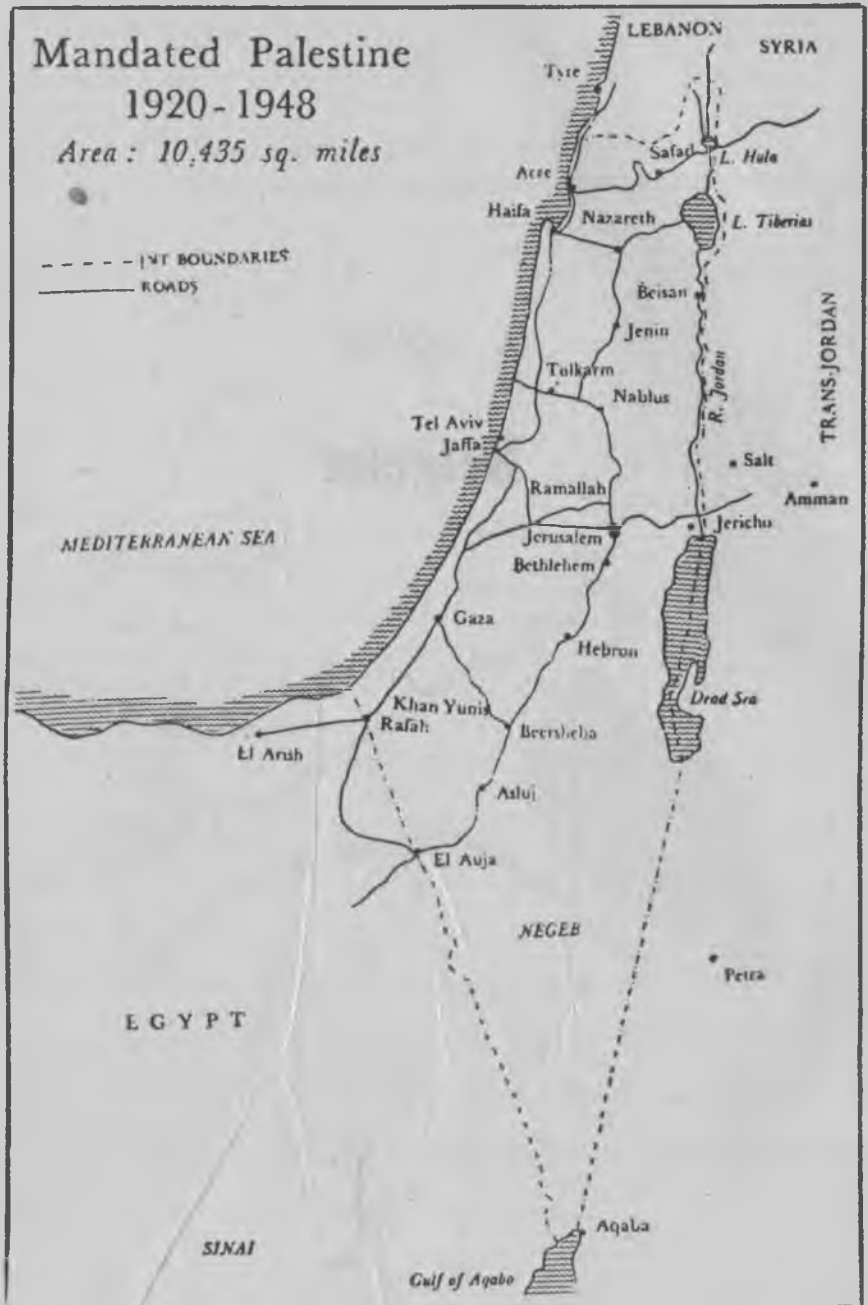 Mandated Palestine
1920-1948
Area: 10,435 sq. miles
INT BOUNDARIES
ROADS
LEBANON
SYRIA
Tyre
Safad
L. Hula
Acre
Haifa
Nazareth
L. Tiberias
Beisan
Jenin
TRANS-JORDAN
Tulkarm
R. Jordan
Nablus
Tel Aviv
Jaffa
Salt
Ramallah
Amman
Jericho
MEDITERRANEAN SEA
Jerusalem
Bethlehem
Gaza
Hebron
Dead Sea
Khan Yunis
Rafah
Beersheba
El Arish
Asluj
El Auja
NEGEB
Petra
EGYPT
Aqaba
SINAI
Gulf of Aqaba